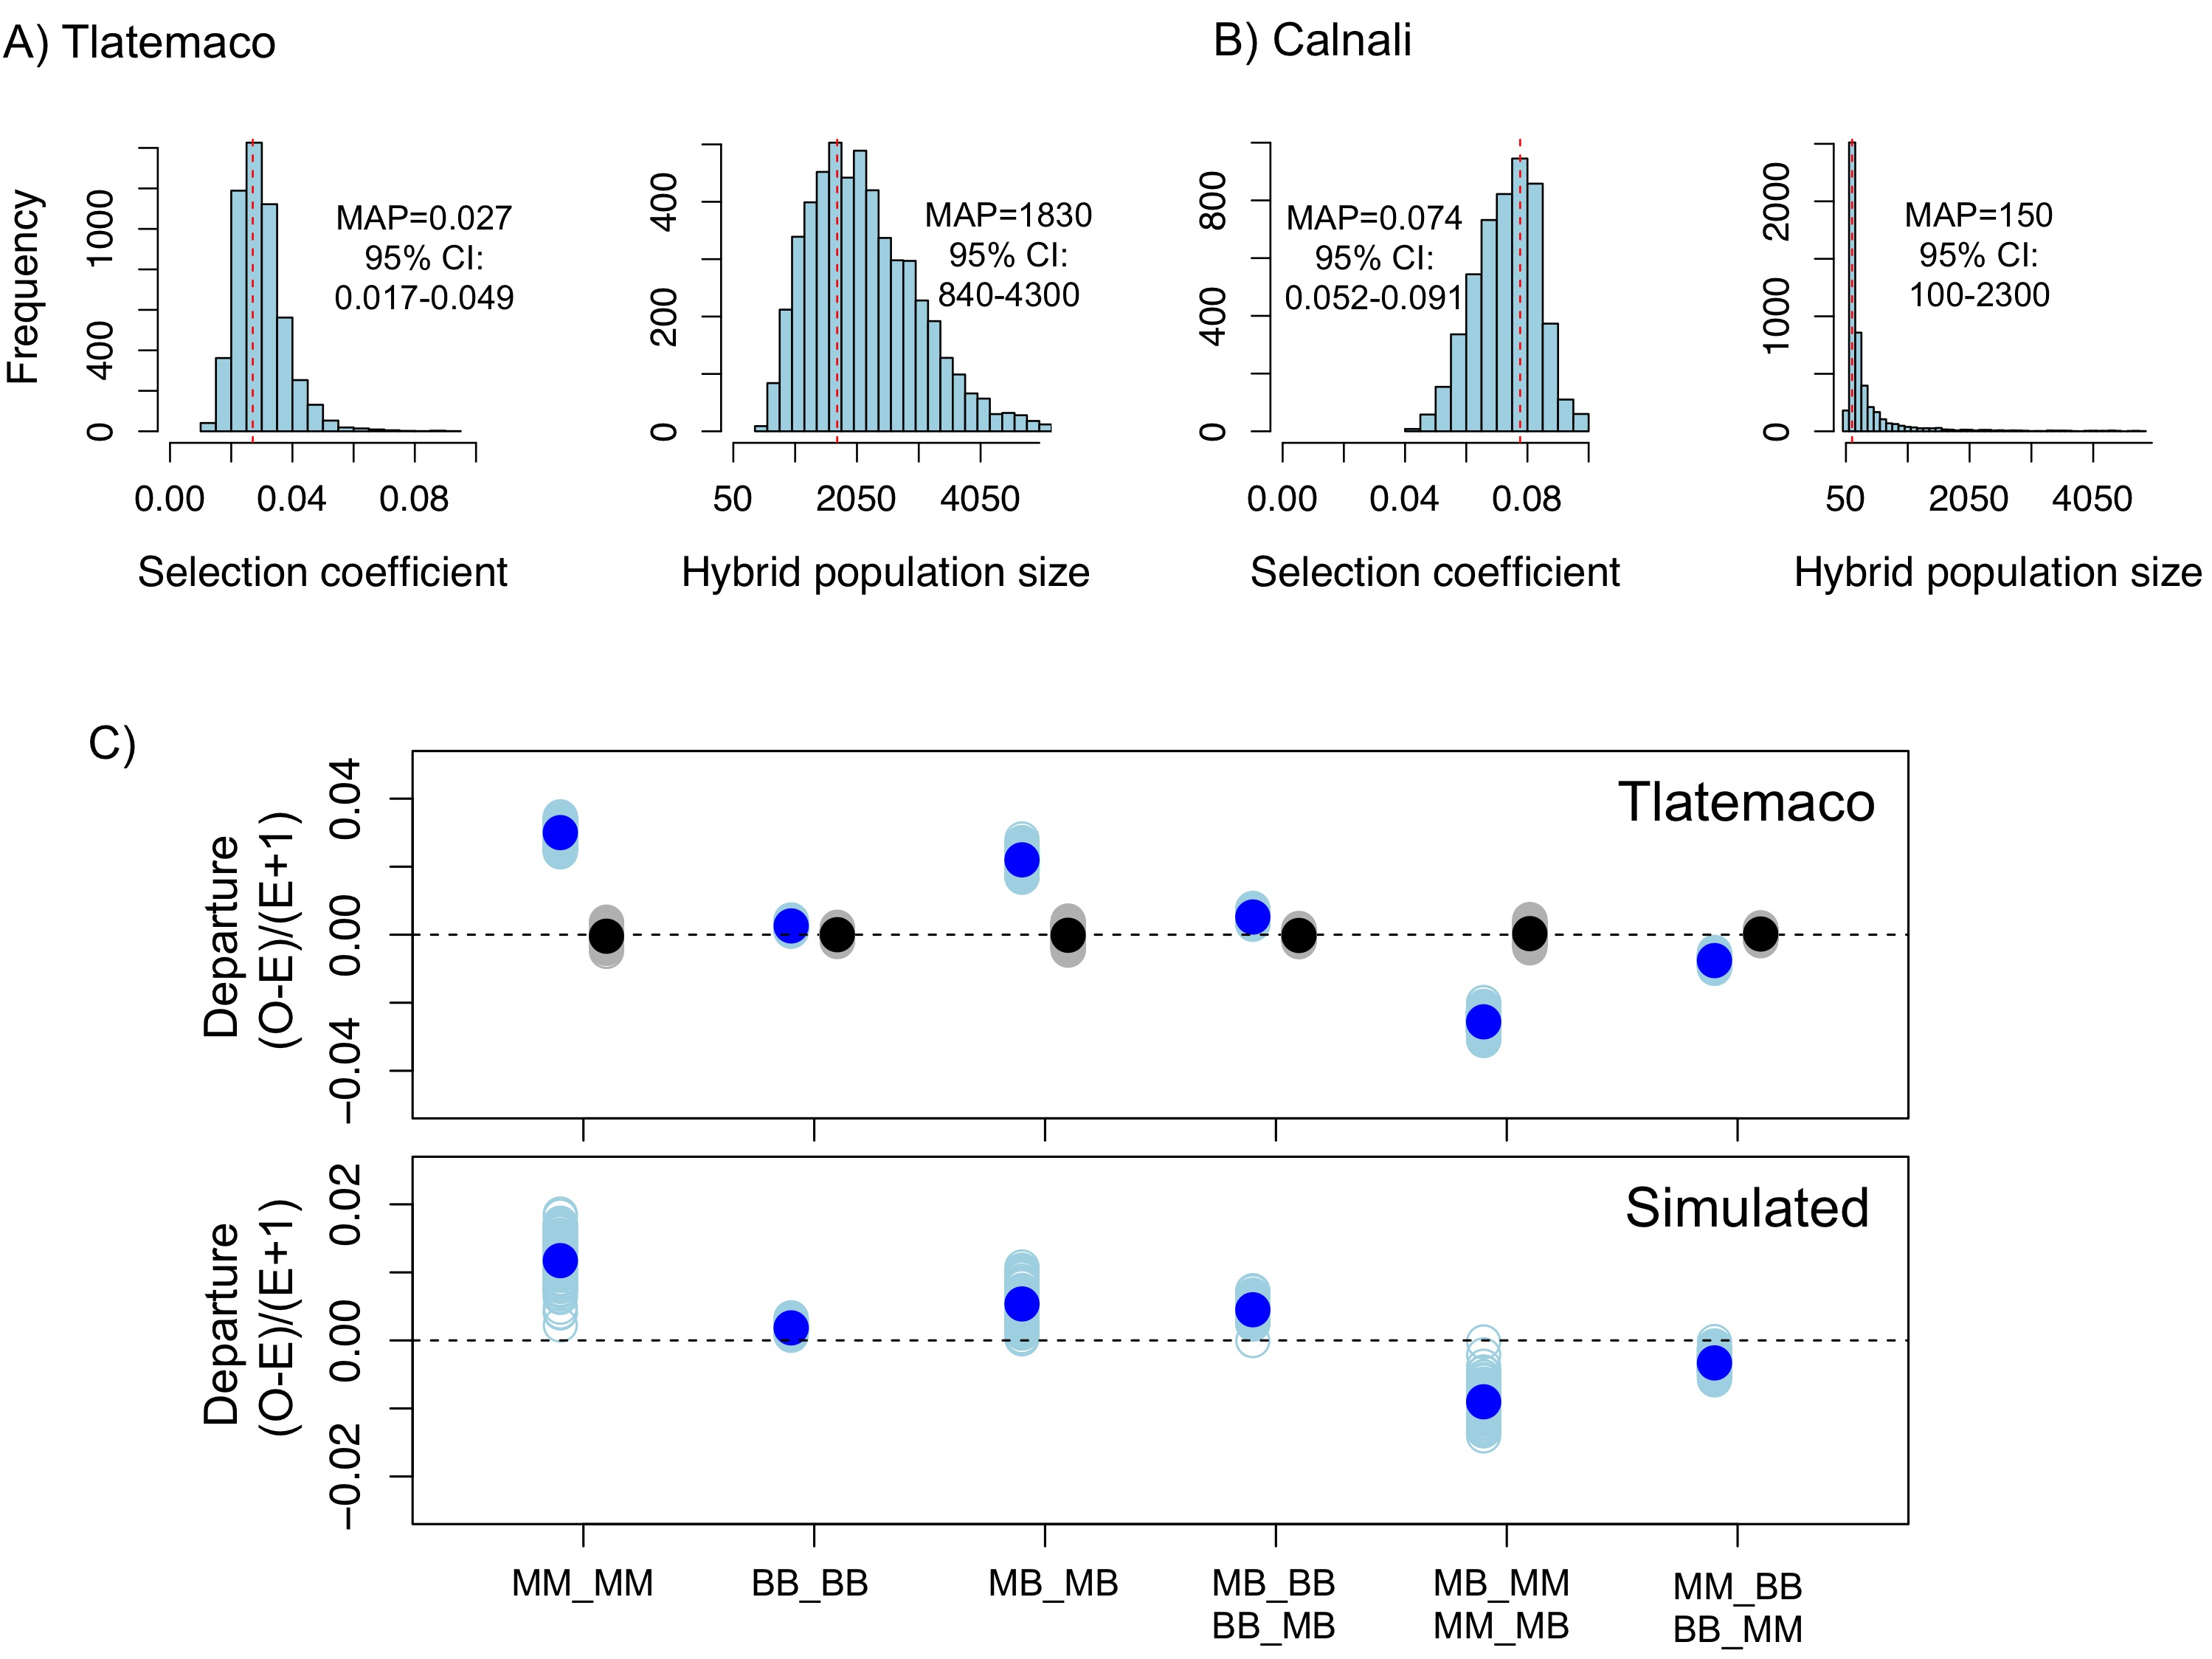 A) Tlatemaco
B) Calnali
Frequency
0 400 1000
MAP=0.027
95% CI:
0.017-0.049
0.00 0.04 0.08
Selection coefficient
0 200 400
MAP=1830
95% CI:
840-4300
50 2050 4050
Hybrid population size
0 400 800
MAP=0.074
95% CI:
0.052-0.091
0.00 0.04 0.08
Selection coefficient
0 1000 2000
MAP=150
95% CI:
100-2300
50 2050 4050
Hybrid population size
C)
Departure
(O-E)/(E+1)
−0.04 0.00 0.04
Tlatemaco
Departure
(O-E)/(E+1)
−0.02 0.00 0.02
Simulated
MM_MM BB_BB MB_MB MB_BB MB_MM MM_BB
BB_MB MM_MB BB_MM